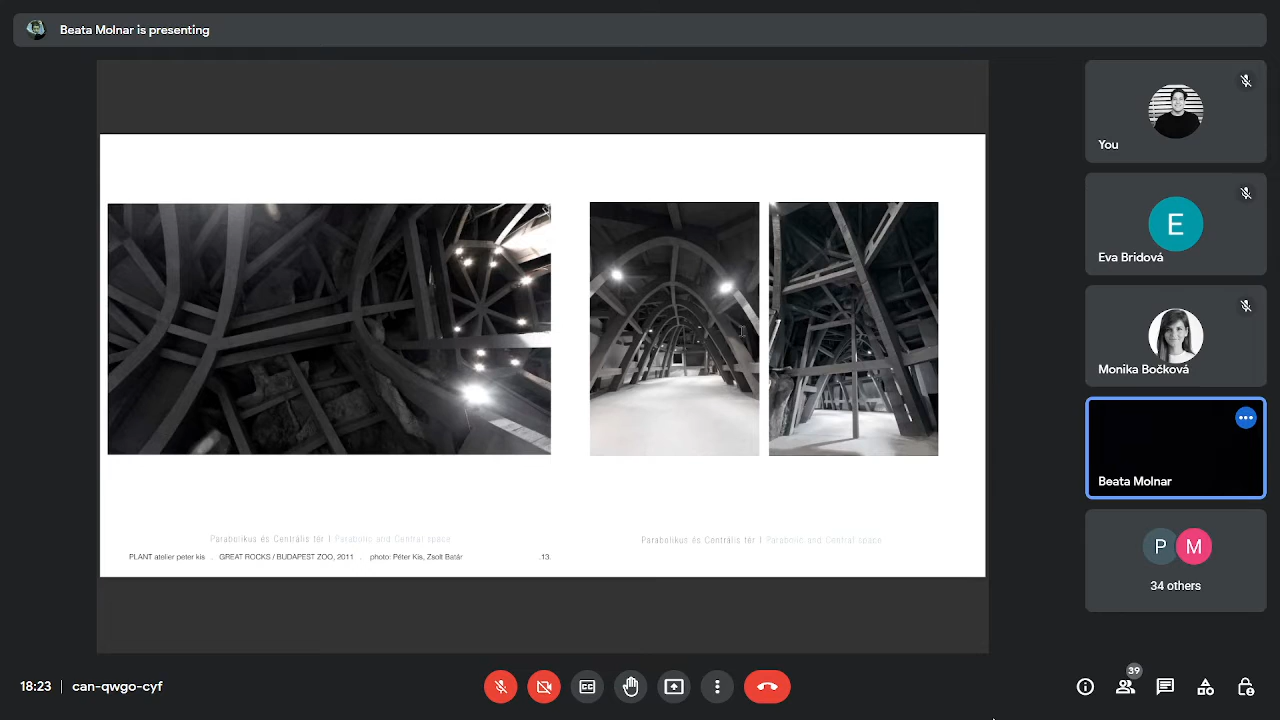 Beata Molnar is presenting
You
E
Eva Bridová
Monika Bočková
Beata Molnar
P M
34 others
Parabolikus és Centrális tér | Parabolic and Central space
PLANT atelier peter kis . GREAT ROCKS / BUDAPEST ZOO, 2011 . photo: Péter Kis, Zsolt Batár .13.
Parabolikus és Centrális tér | Parabolic and Central space
18:23 | can-qwgo-cyf
39